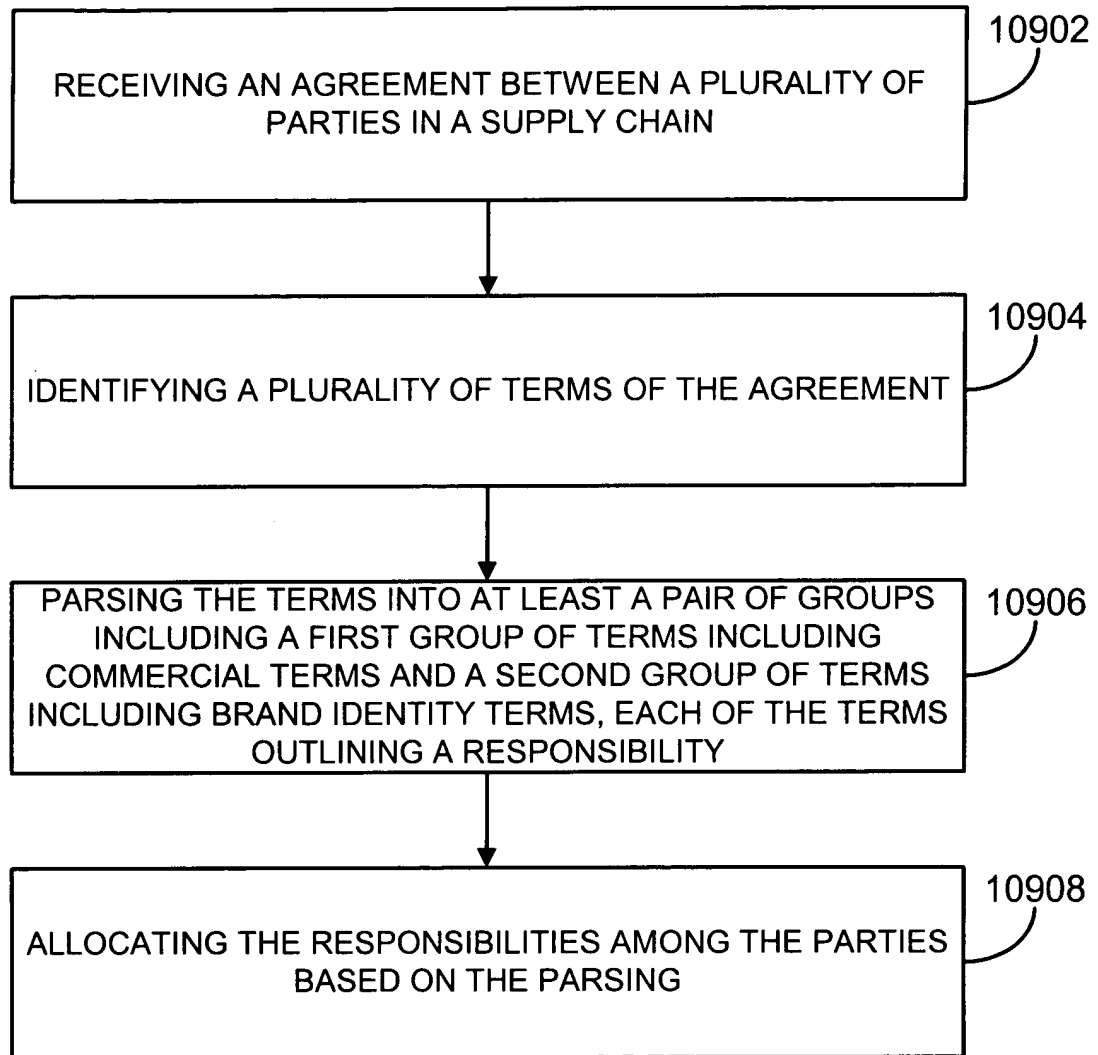 10902
RECEIVING AN AGREEMENT BETWEEN A PLURALITY OF
PARTIES IN A SUPPLY CHAIN
10904
IDENTIFYING A PLURALITY OF TERMS OF THE AGREEMENT
10906
PARSING THE TERMS INTO AT LEAST A PAIR OF GROUPS
INCLUDING A FIRST GROUP OF TERMS INCLUDING
COMMERCIAL TERMS AND A SECOND GROUP OF TERMS
INCLUDING BRAND IDENTITY TERMS, EACH OF THE TERMS
OUTLINING A RESPONSIBILITY
10908
ALLOCATING THE RESPONSIBILITIES AMONG THE PARTIES
BASED ON THE PARSING